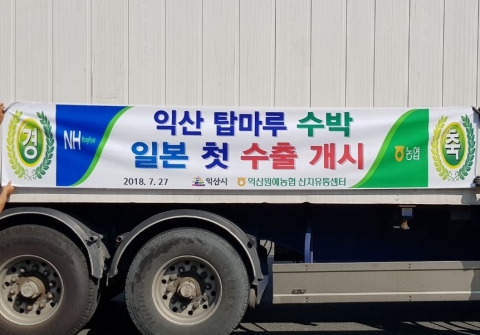 경
NH
익산 탑마루 수박
일본 첫 수출 개시
2018. 7. 27 익산시 익산원예농협 산지유통센터
농협
축